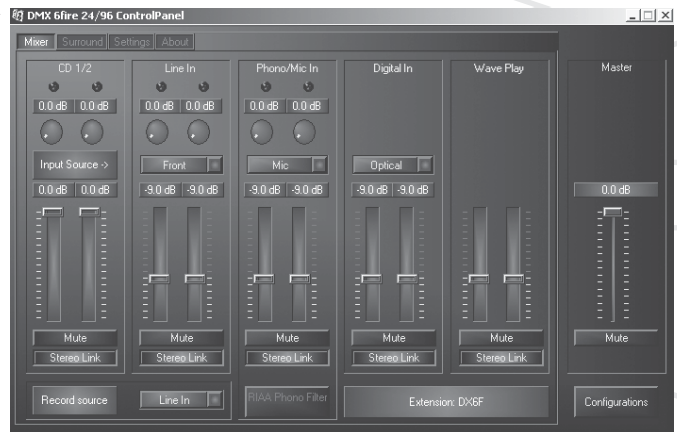 DMX 6fire 24/96 ControlPanel
Mixer Surround Settings About
CD 1/2 Line In Phono/Mic In Digital In Wave Play Master
0.0 dB 0.0 dB 0.0 dB 0.0 dB 0.0 dB 0.0 dB
Input Source -> Front Mic Optical
0.0 dB 0.0 dB -9.0 dB -9.0 dB -9.0 dB -9.0 dB -9.0 dB -9.0 dB 0.0 dB
Mute Mute Mute Mute Mute Mute
Stereo Link Stereo Link Stereo Link Stereo Link Stereo Link
Record source Line In RIAA Phono Filter Extension: DX6F Configurations